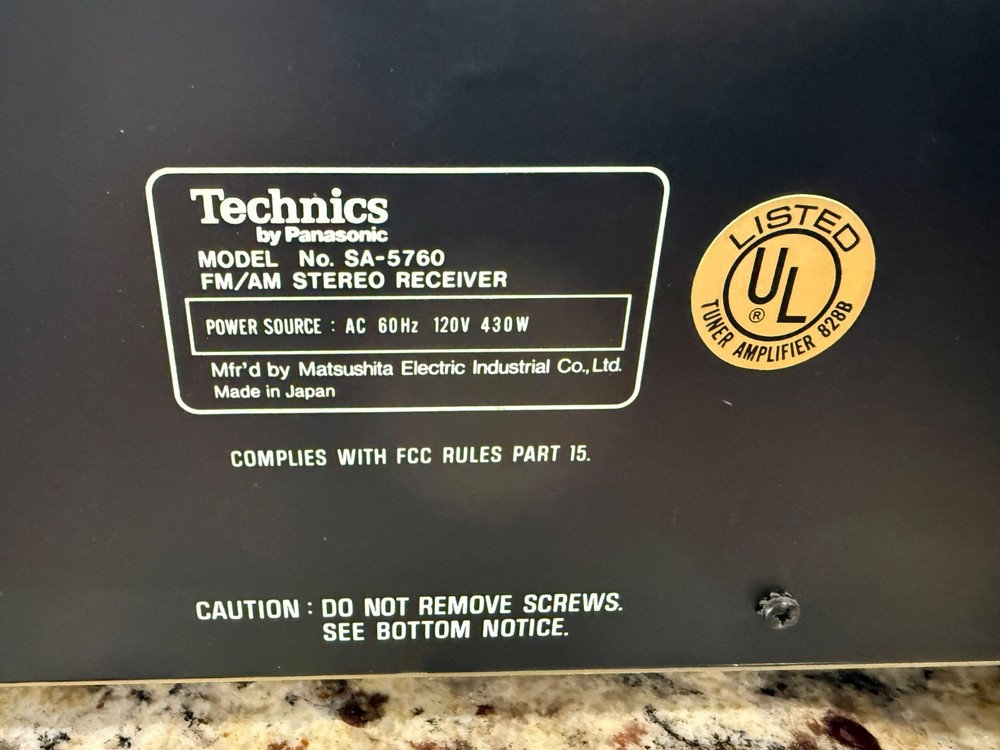 Technics
by Panasonic
MODEL No. SA-5760
FM/AM STEREO RECEIVER
POWER SOURCE : AC 60Hz 120V 430W
Mfr'd by Matsushita Electric Industrial Co., Ltd.
Made in Japan
LISTED
UL
®
TUNER AMPLIFIER 828B
COMPLIES WITH FCC RULES PART 15.
CAUTION : DO NOT REMOVE SCREWS.
SEE BOTTOM NOTICE.